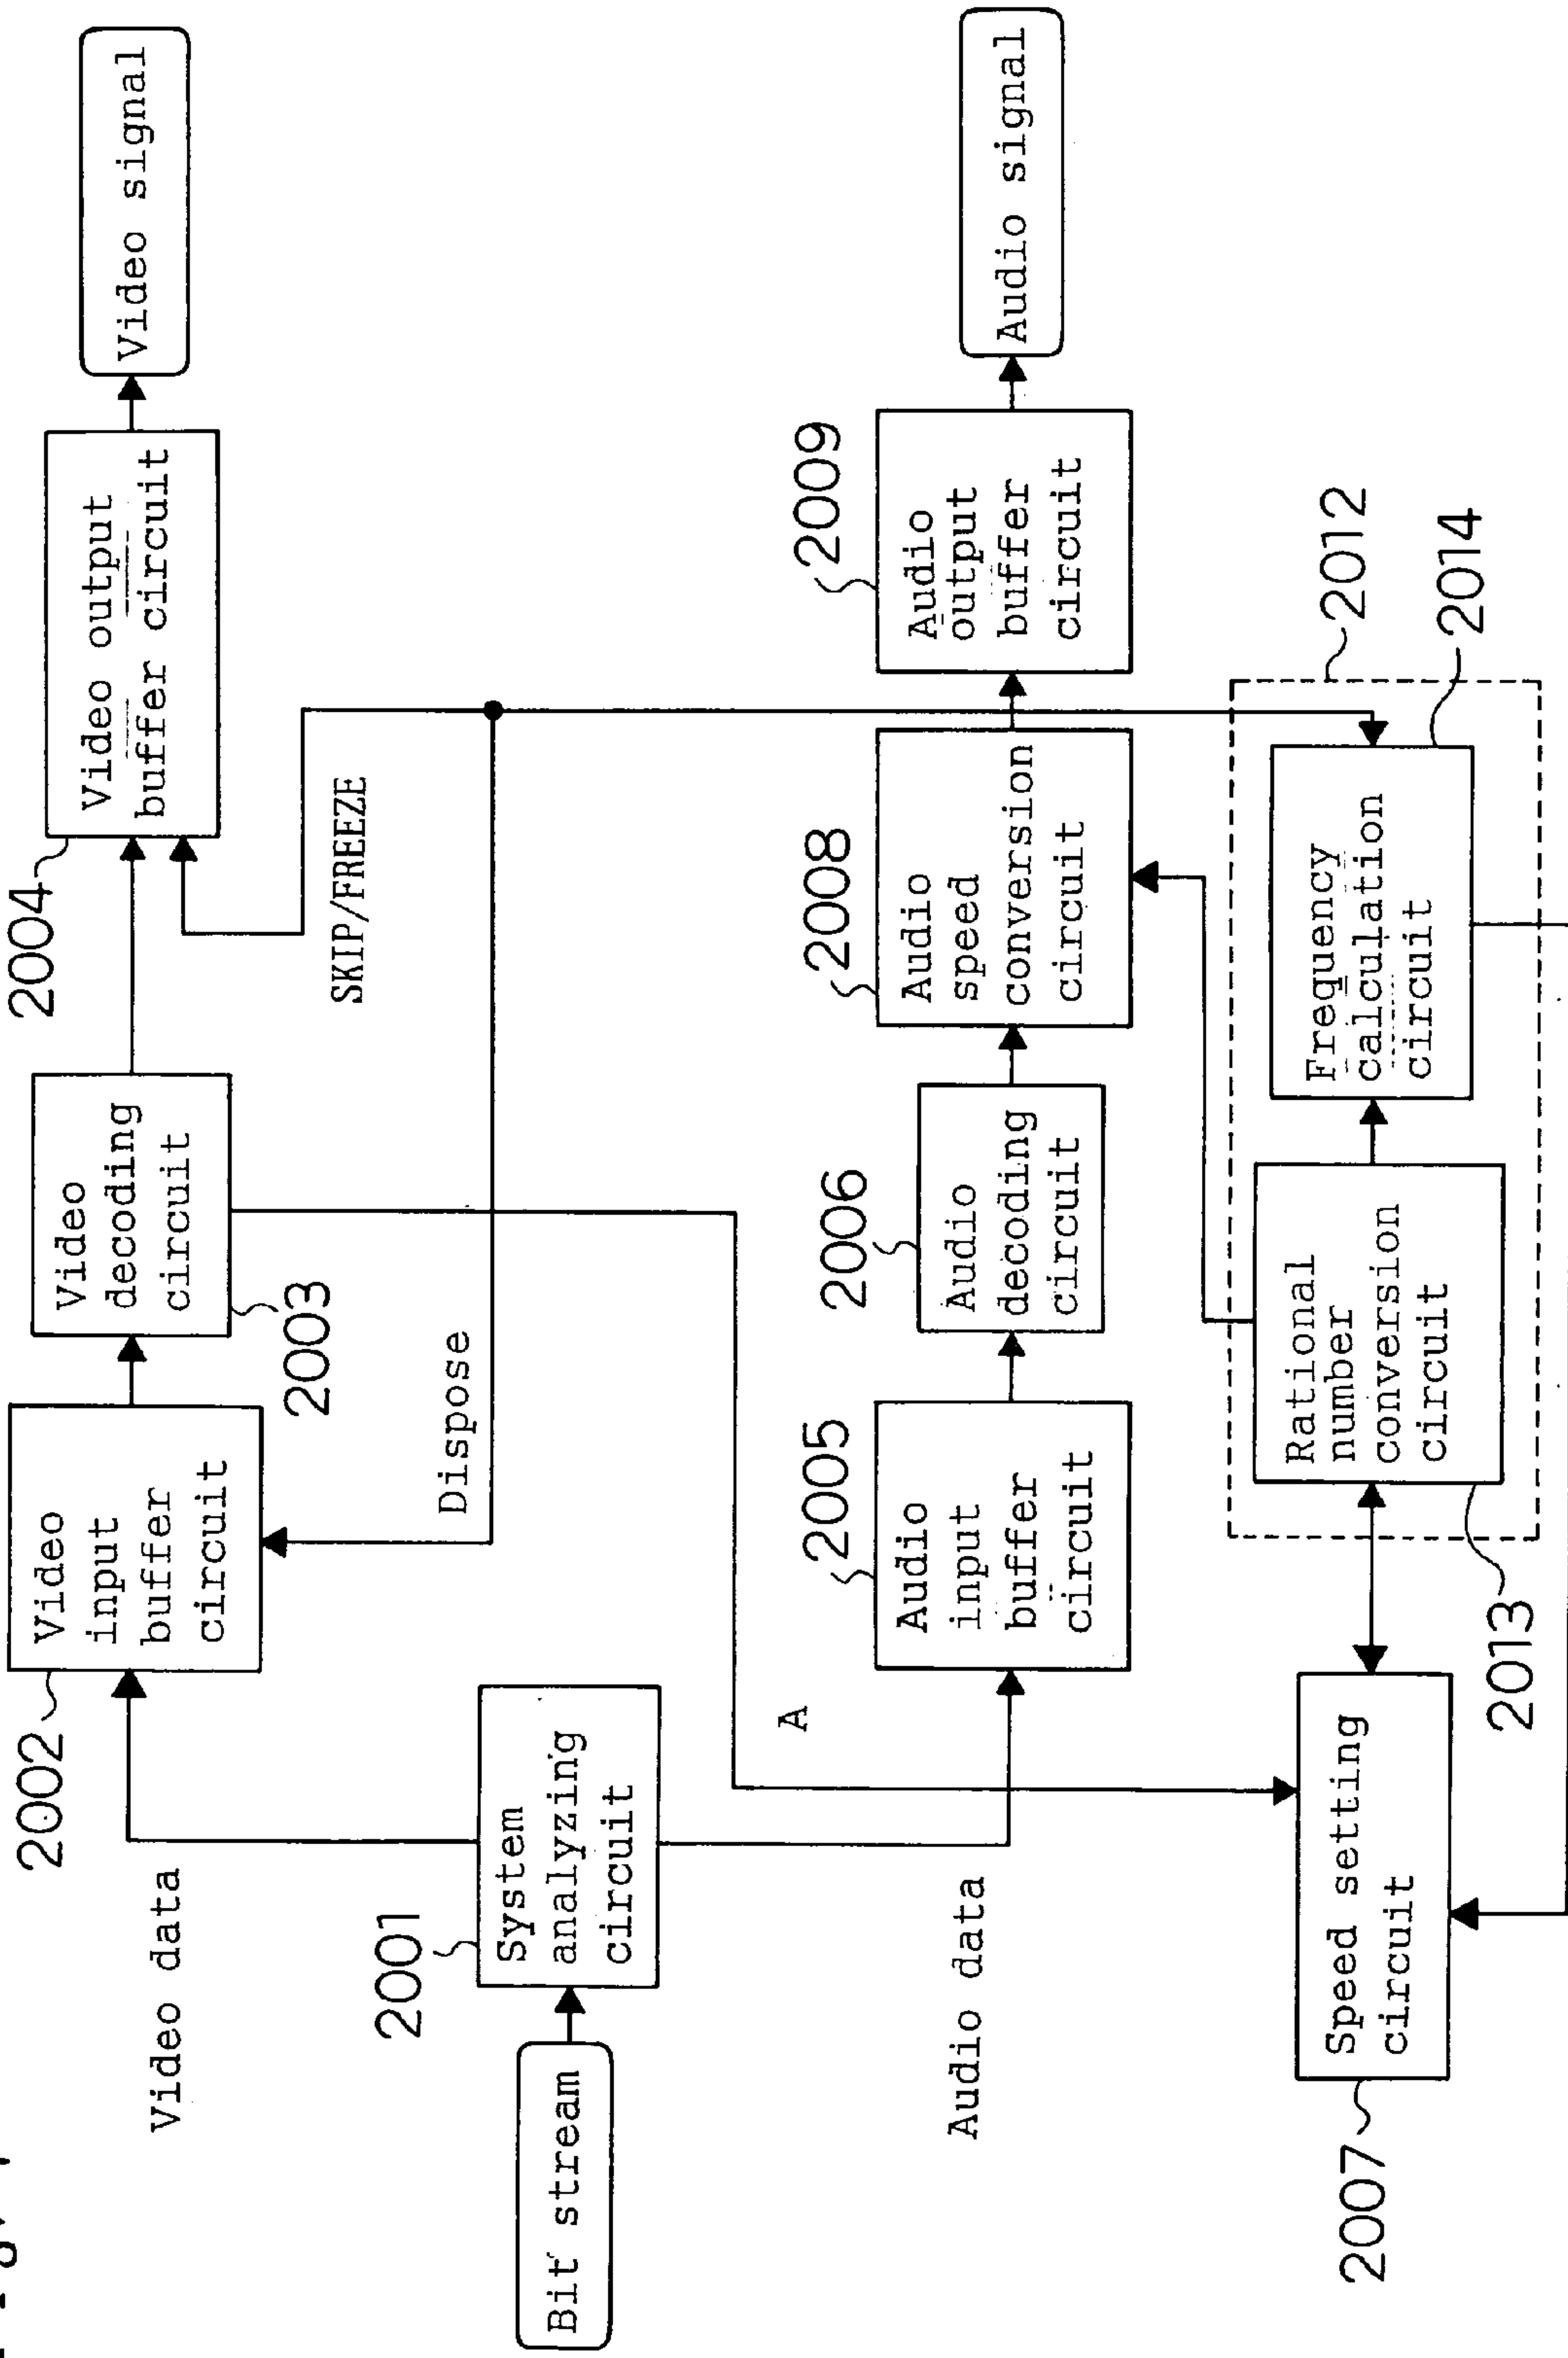 Video data
2002
Video
input
buffer
circuit
Video
decoding
circuit
2003
2004
Video output
buffer circuit
Video signal
SKIP/FREEZE
Dispose
Bit stream
2001
System
analyzing
circuit
A
Audio data
2005
Audio
input
buffer
circuit
2006
Audio
decoding
circuit
2008
Audio
speed
conversion
circuit
2009
Audio
output
buffer
circuit
Audio signal
2007
Speed setting
circuit
2013
Rational
number
conversion
circuit
Frequency
calculation
circuit
2012
2014